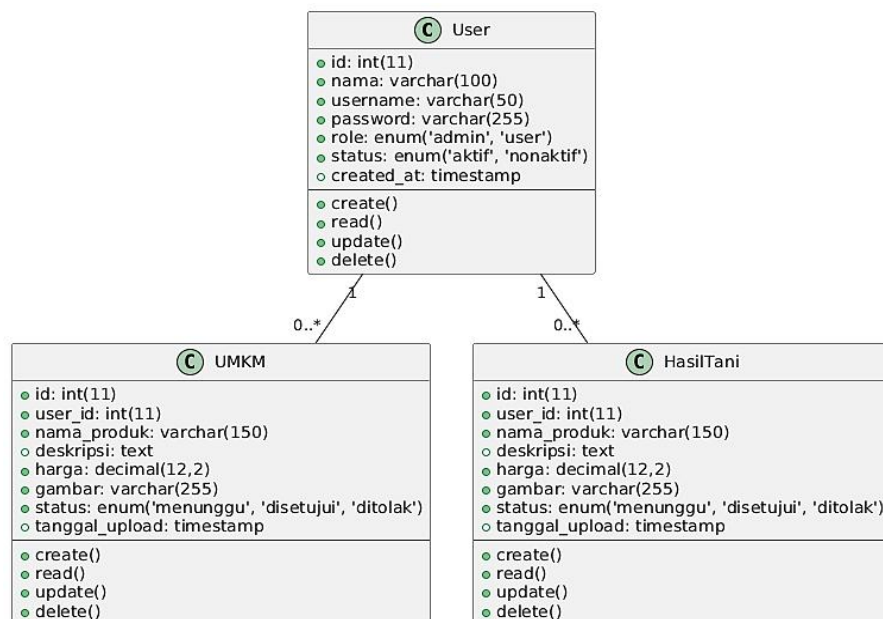 C User
id: int(11)
nama: varchar(100)
username: varchar(50)
password: varchar(255)
role: enum('admin', 'user')
status: enum('aktif', 'nonaktif')
created_at: timestamp
create()
read()
update()
delete()
1 1
0..* 0..*
C UMKM
id: int(11)
user_id: int(11)
nama_produk: varchar(150)
deskripsi: text
harga: decimal(12,2)
gambar: varchar(255)
status: enum('menunggu', 'disetujui', 'ditolak')
tanggal_upload: timestamp
create()
read()
update()
delete()
C HasilTani
id: int(11)
user_id: int(11)
nama_produk: varchar(150)
deskripsi: text
harga: decimal(12,2)
gambar: varchar(255)
status: enum('menunggu', 'disetujui', 'ditolak')
tanggal_upload: timestamp
create()
read()
update()
delete()